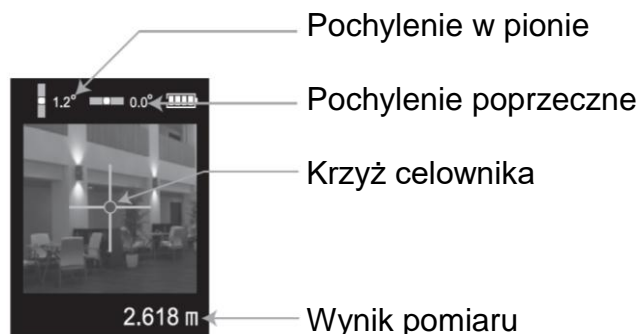 Pochylenie w pionie
1.2° 0.0°
Pochylenie poprzeczne
Krzyż celownika
2.618 m
Wynik pomiaru